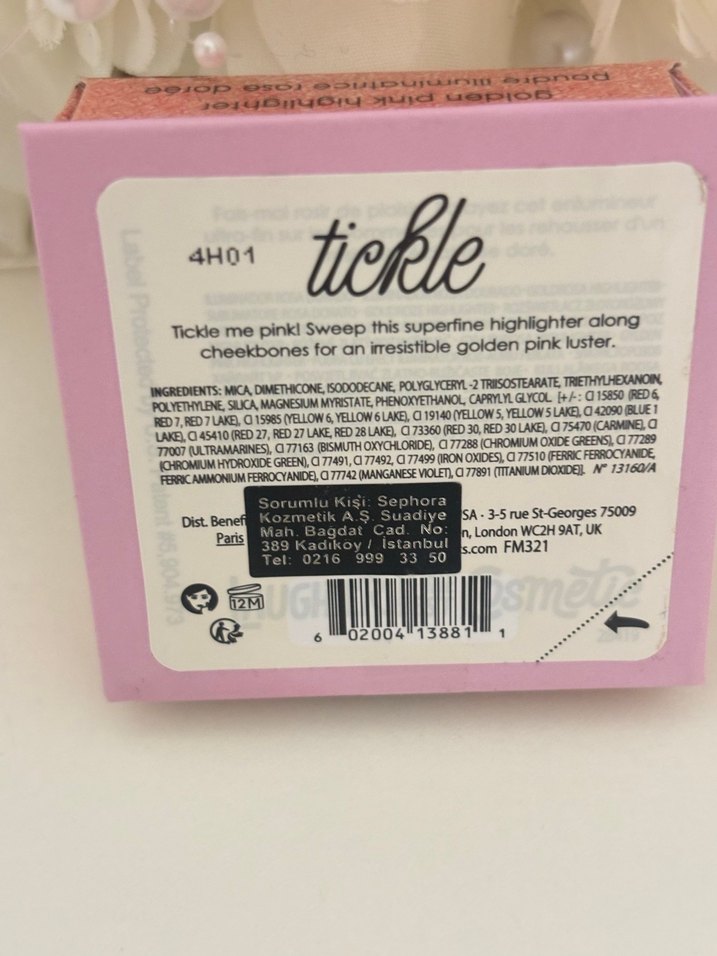 poudre illuminatrice rose dorée
golden pink highlighter
4H01
tickle
Tickle me pink! Sweep this superfine highlighter along
cheekbones for an irresistible golden pink luster.
INGREDIENTS: MICA, DIMETHICONE, ISODODECANE, POLYGLYCERYL -2 TRIISOSTEARATE, TRIETHYLHEXANOIN,
POLYETHYLENE, SILICA, MAGNESIUM MYRISTATE, PHENOXYETHANOL, CAPRYLYL GLYCOL [+/-: CI 15850 (RED 6,
RED 7, RED 7 LAKE), CI 15985 (YELLOW 6, YELLOW 6 LAKE), CI 19140 (YELLOW 5, YELLOW 5 LAKE), CI 42090 (BLUE 1
LAKE), CI 45410 (RED 27, RED 27 LAKE, RED 28 LAKE), CI 73360 (RED 30, RED 30 LAKE), CI 75470 (CARMINE), CI
77007 (ULTRAMARINES), CI 77163 (BISMUTH OXYCHLORIDE), CI 77288 (CHROMIUM OXIDE GREENS), CI 77289
(CHROMIUM HYDROXIDE GREEN), CI 77491, CI 77492, CI 77499 (IRON OXIDES), CI 77510 (FERRIC FERROCYANIDE,
FERRIC AMMONIUM FERROCYANIDE), CI 77742 (MANGANESE VIOLET), CI 77891 (TITANIUM DIOXIDE)]. N° 13160/A
Dist. Benef SA · 3-5 rue St-Georges 75009
Paris n, London WC2H 9AT, UK
s.com FM321
Sorumlu Kişi: Sephora
Kozmetik A.Ş. Suadiye
Mah. Bağdat Cad. No:
389 Kadıköy / İstanbul
Tel: 0216 999 33 50
12M
6 02004 13881 1